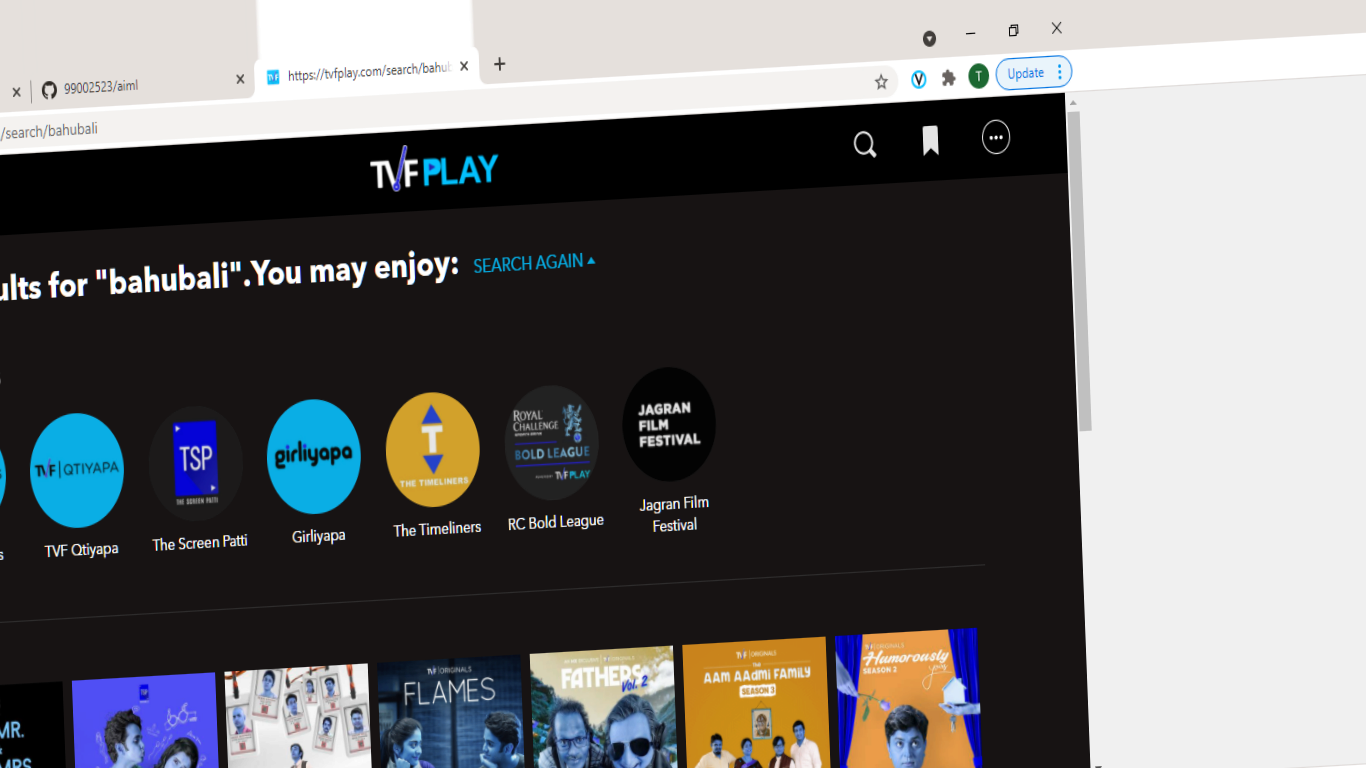 99002523/aiml
https://tvfplay.com/search/bahub
Update
T
/search/bahubali
TVF PLAY
ults for "bahubali".You may enjoy: SEARCH AGAIN
TVF | QTIYAPA
TSP
THE SCREEN PATTI
girliyapa
T
THE TIMELINERS
ROYAL CHALLENGE
BOLD LEAGUE
TVF PLAY
JAGRAN
FILM
FESTIVAL
s
TVF Qtiyapa
The Screen Patti
Girliyapa
The Timeliners
RC Bold League
Jagran Film
Festival
MR.
TSP
TVF | ORIGINALS
FLAMES
ORIGINALS
FATHERS
Vol. 2
TVF | ORIGINALS
THE
AAM AADMI FAMILY
SEASON 3
TVF ORIGINALS
Humorously
yours
SEASON 2